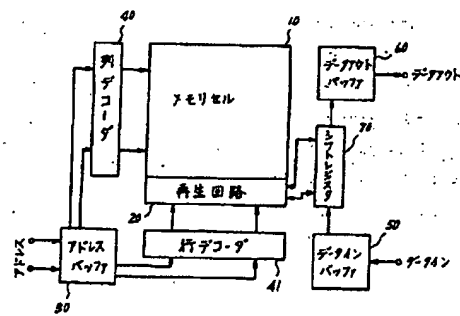 40
列デコーダ
10
メモリセル
再生回路
20
行デコーダ
41
アドレス
アドレス
バッファ
30
60
データアウト
バッファ
データアウト
シフトレジスタ
70
50
データイン
バッファ
データイン